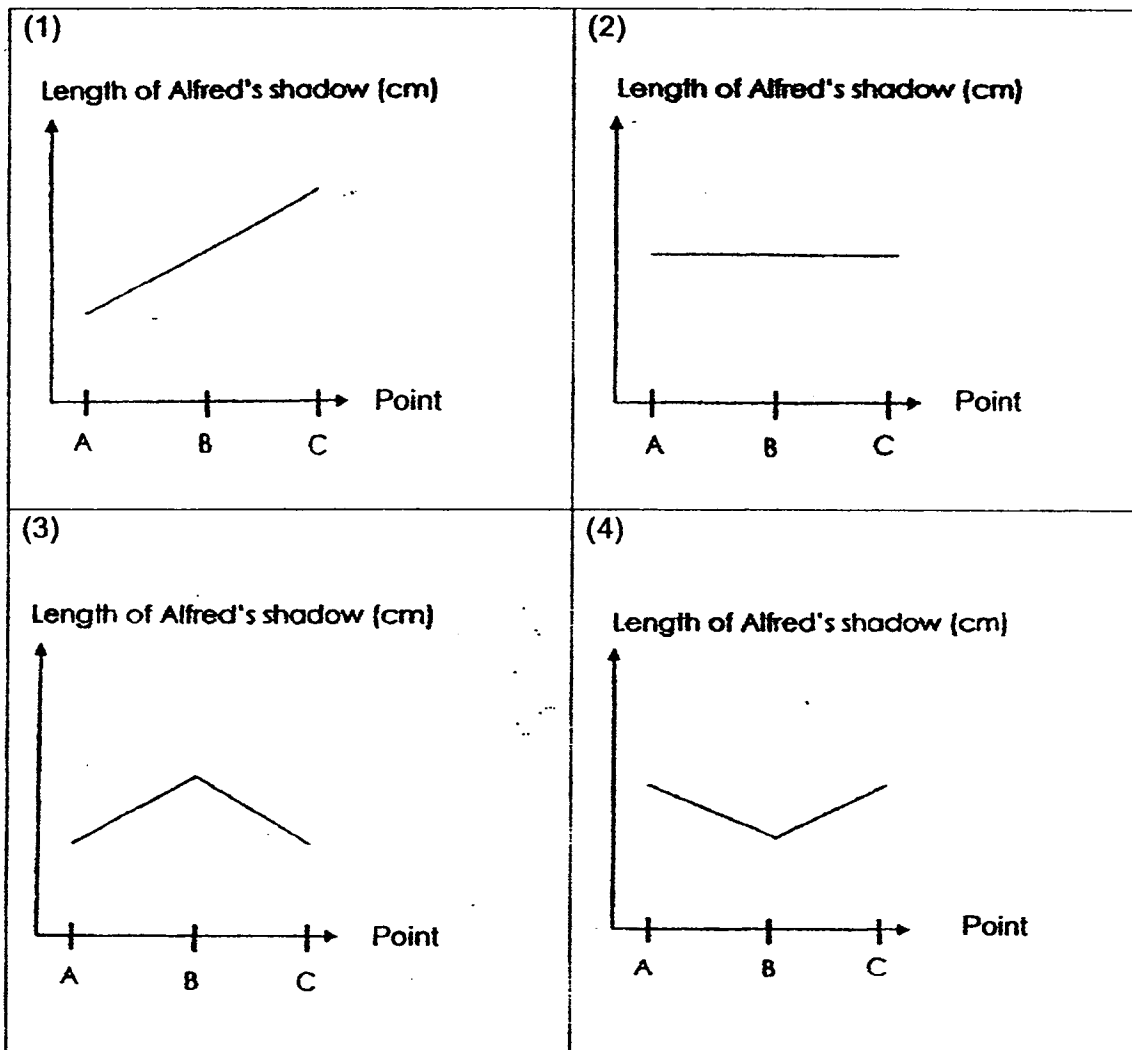 (1)
Length of Alfred's shadow (cm)
Point
A B C
(2)
Length of Alfred's shadow (cm)
Point
A B C
(3)
Length of Alfred's shadow (cm)
Point
A B C
(4)
Length of Alfred's shadow (cm)
Point
A B C